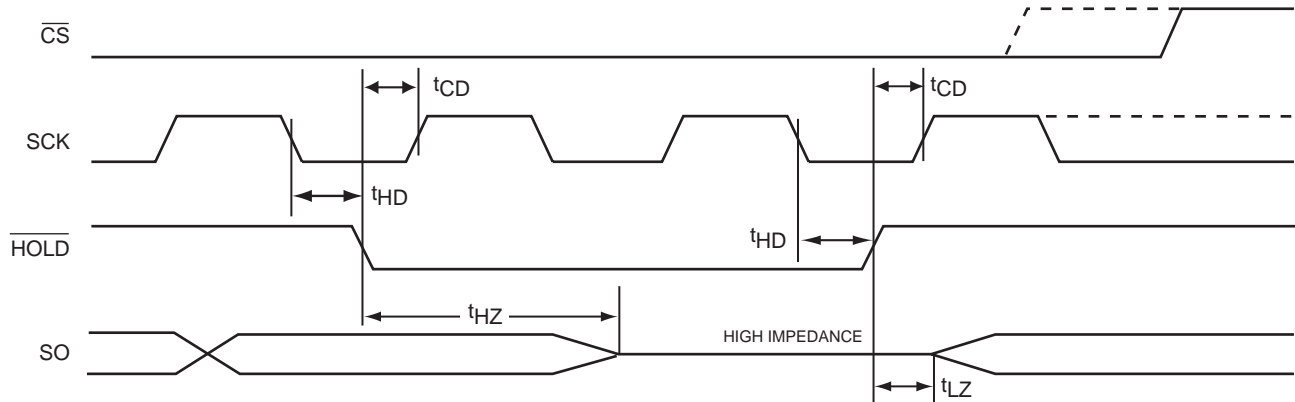 CS
tCD
tCD
SCK
tHD
HOLD
tHD
tHZ
HIGH IMPEDANCE
SO
tLZ